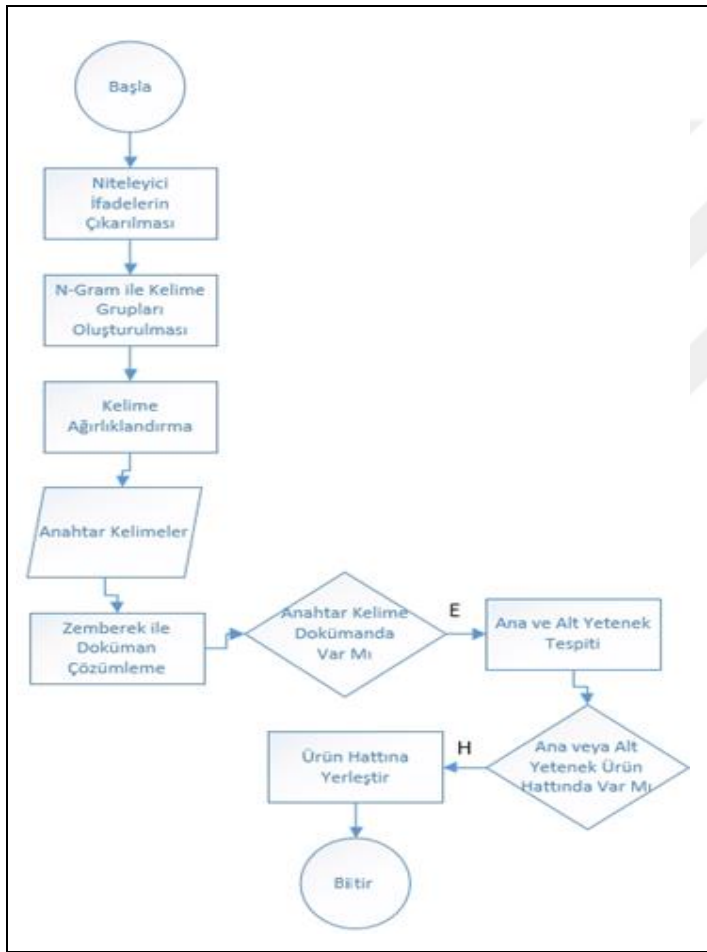 Başla
Niteleyici
İfadelerin
Çıkarılması
N-Gram ile Kelime
Grupları
Oluşturulması
Kelime
Ağırlıklandırma
Anahtar Kelimeler
Zemberek ile
Doküman
Çözümleme
Anahtar Kelime
Dokümanda
Var Mı
E
Ana ve Alt Yetenek
Tespiti
Ana veya Alt
Yetenek Ürün
Hattında Var Mı
H
Ürün Hattına
Yerleştir
Biitir